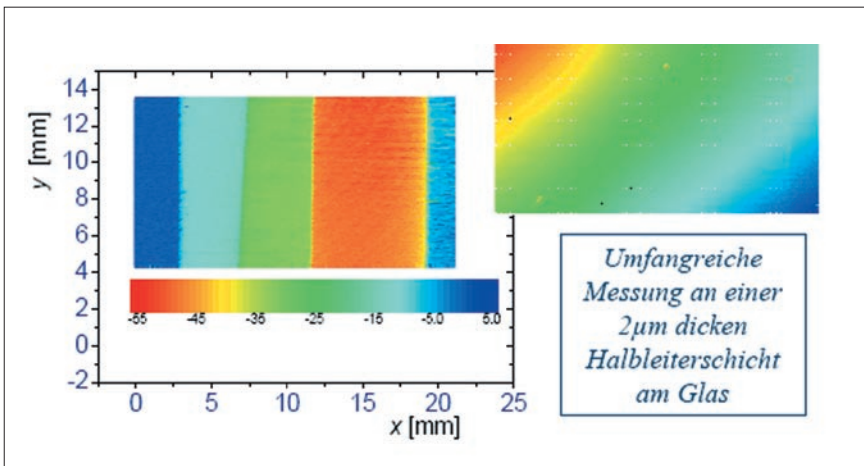 14
12
10
8
6
4
2
0
-2
y [mm]
-55 -45 -35 -25 -15 -5.0 5.0
0 5 10 15 20 25
x [mm]
Umfangreiche
Messung an einer
2µm dicken
Halbleiterschicht
am Glas